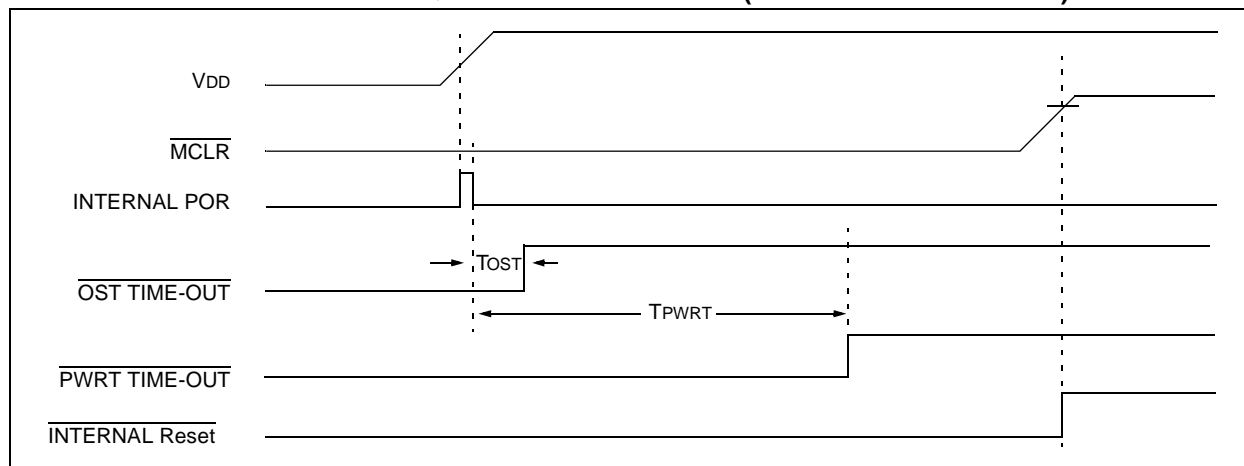 VDD
MCLR
INTERNAL POR
TOST
OST TIME-OUT
TPWRT
PWRT TIME-OUT
INTERNAL Reset